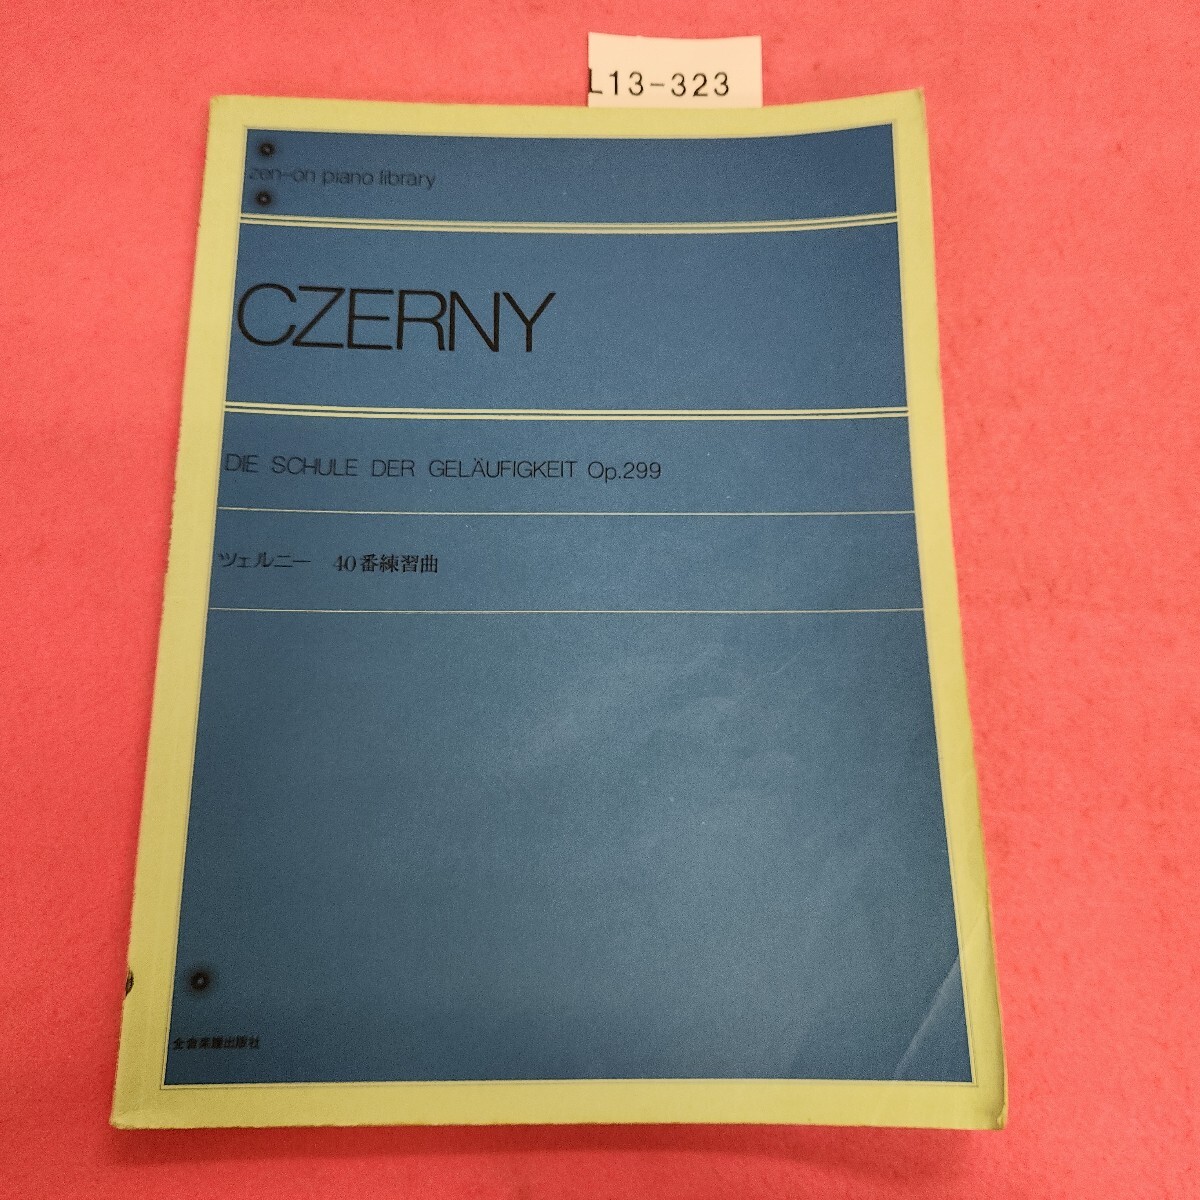 L13-323
zen-on piano library
CZERNY
DIE SCHULE DER GELÄUFIGKEIT Op.299
ツェルニー 40番練習曲
全音楽譜出版社